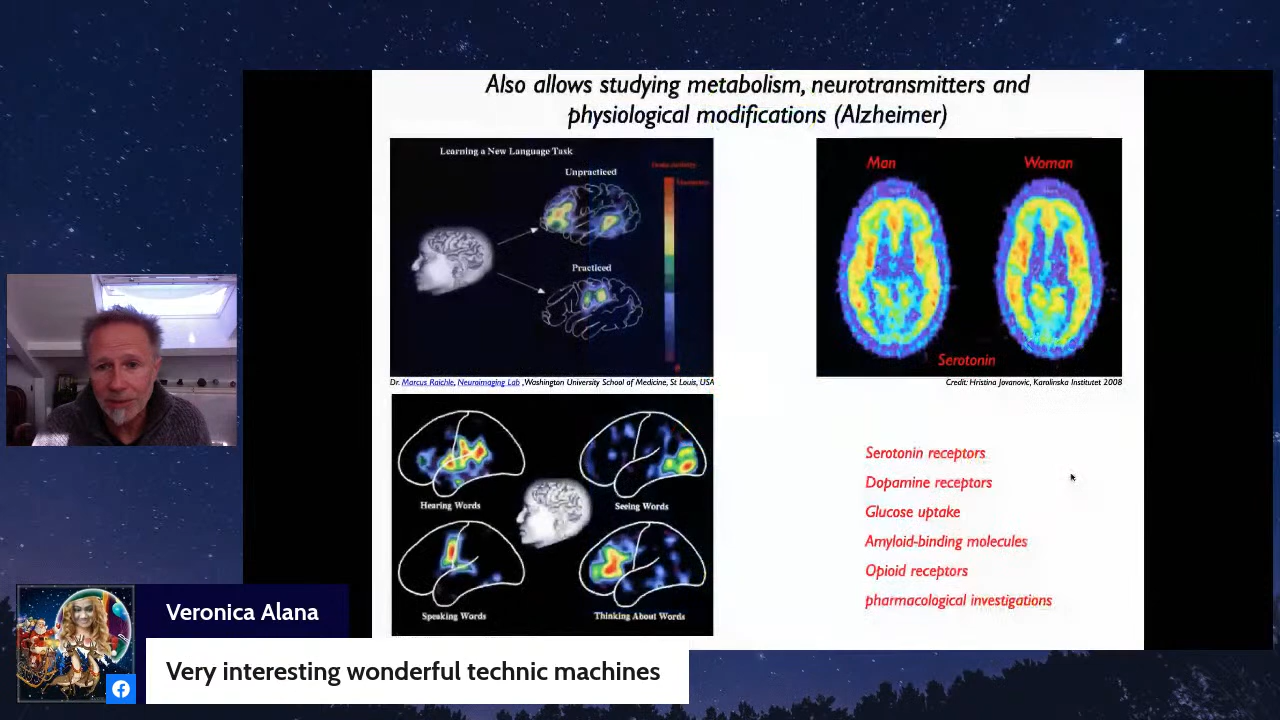 Also allows studying metabolism, neurotransmitters and
physiological modifications (Alzheimer)
Learning a New Language Task
Unpracticed
Practiced
Dr. Marcus Raichle, Neuroimaging Lab ,Washington University School of Medicine, St Louis, USA
Man
Woman
Serotonin
Credit: Hristina Jovanovic, Karolinska Institutet 2008
Hearing Words
Seeing Words
Speaking Words
Thinking About Words
Serotonin receptors
Dopamine receptors
Glucose uptake
Amyloid-binding molecules
Opioid receptors
pharmacological investigations
Veronica Alana
Very interesting wonderful technic machines